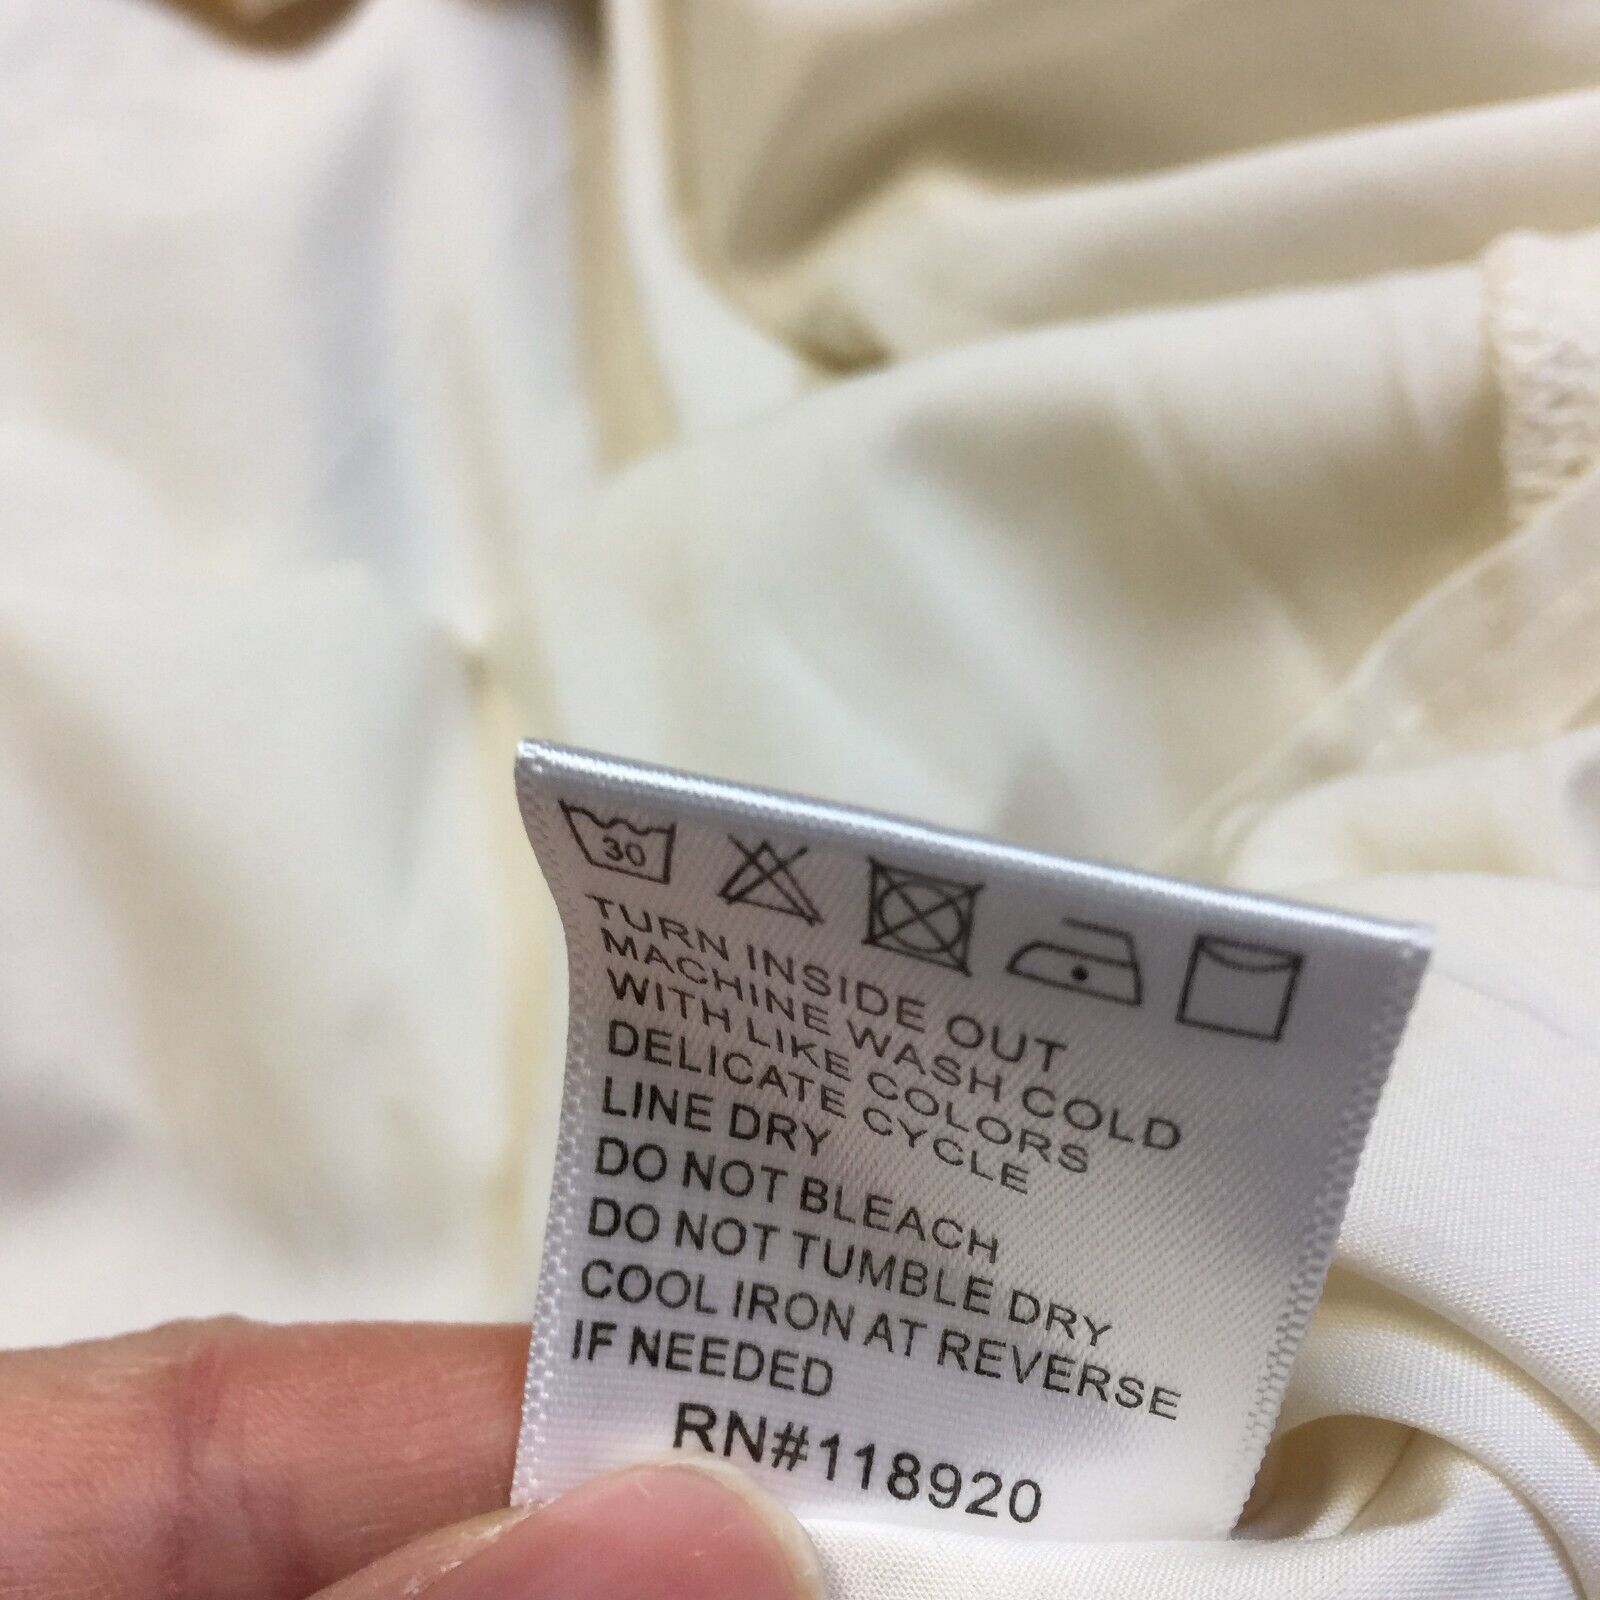 30
TURN INSIDE OUT
MACHINE WASH COLD
WITH LIKE COLORS
DELICATE CYCLE
LINE DRY
DO NOT BLEACH
DO NOT TUMBLE DRY
COOL IRON AT REVERSE
IF NEEDED
RN#118920